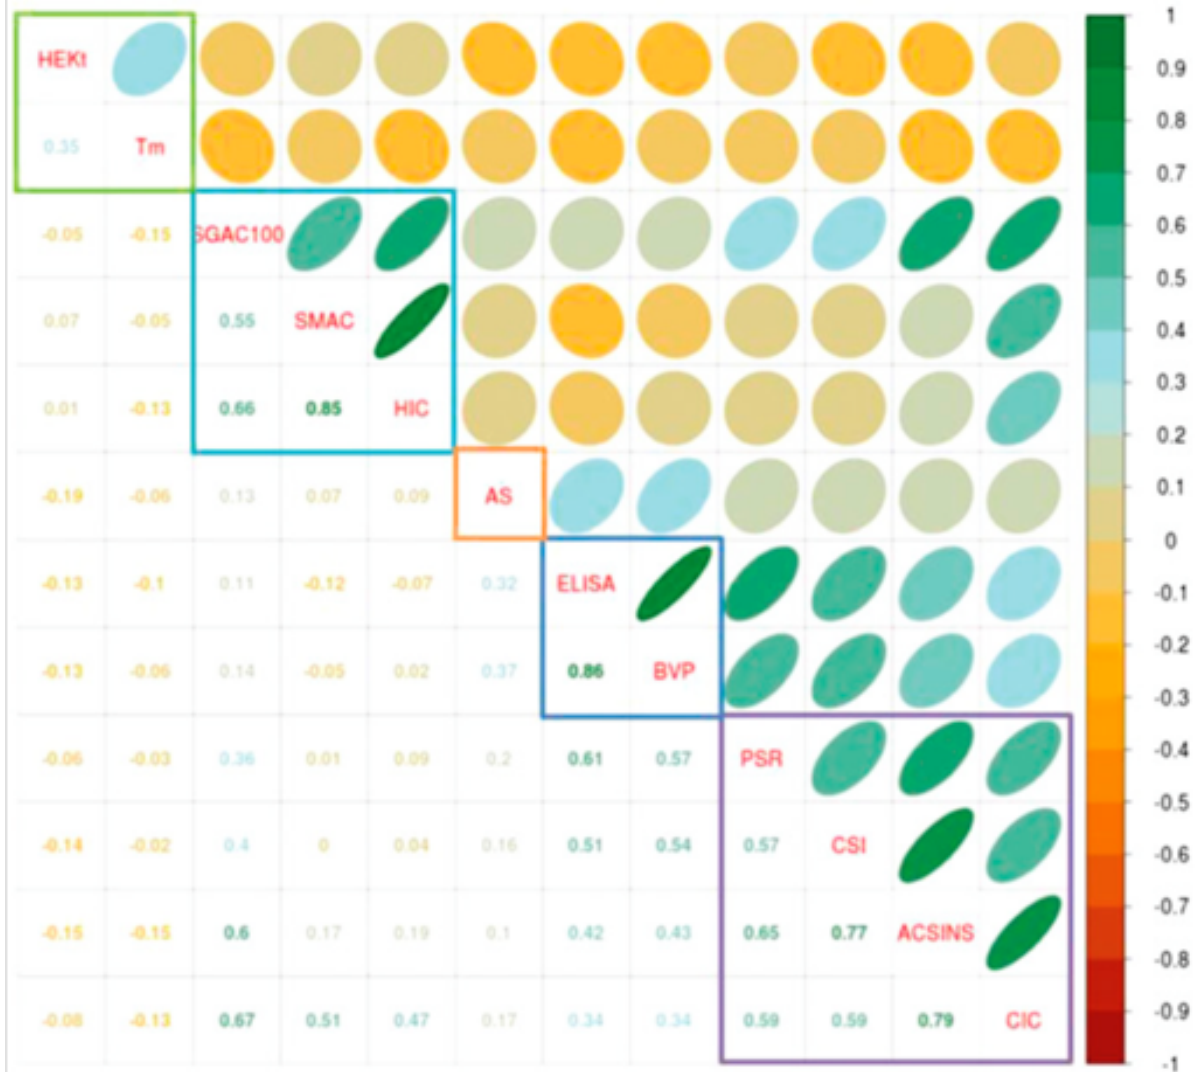 HEKt
0.35 Tm
-0.05 -0.15 SGAC100
0.07 -0.05 0.55 SMAC
0.01 -0.13 0.66 0.85 HIC
-0.19 -0.06 0.13 0.07 0.09 AS
-0.13 -0.1 0.11 -0.12 -0.07 0.32 ELISA
-0.13 -0.06 0.14 -0.05 0.02 0.37 0.86 BVP
-0.06 -0.03 0.36 0.01 0.09 0.2 0.61 0.57 PSR
-0.14 -0.02 0.4 0 0.04 0.16 0.51 0.54 0.57 CSI
-0.15 -0.15 0.6 0.17 0.19 0.1 0.42 0.43 0.65 0.77 ACSINS
-0.08 -0.13 0.67 0.51 0.47 0.17 0.34 0.34 0.59 0.59 0.79 CIC
1
0.9
0.8
0.7
0.6
0.5
0.4
0.3
0.2
0.1
0
-0.1
-0.2
-0.3
-0.4
-0.5
-0.6
-0.7
-0.8
-0.9
-1